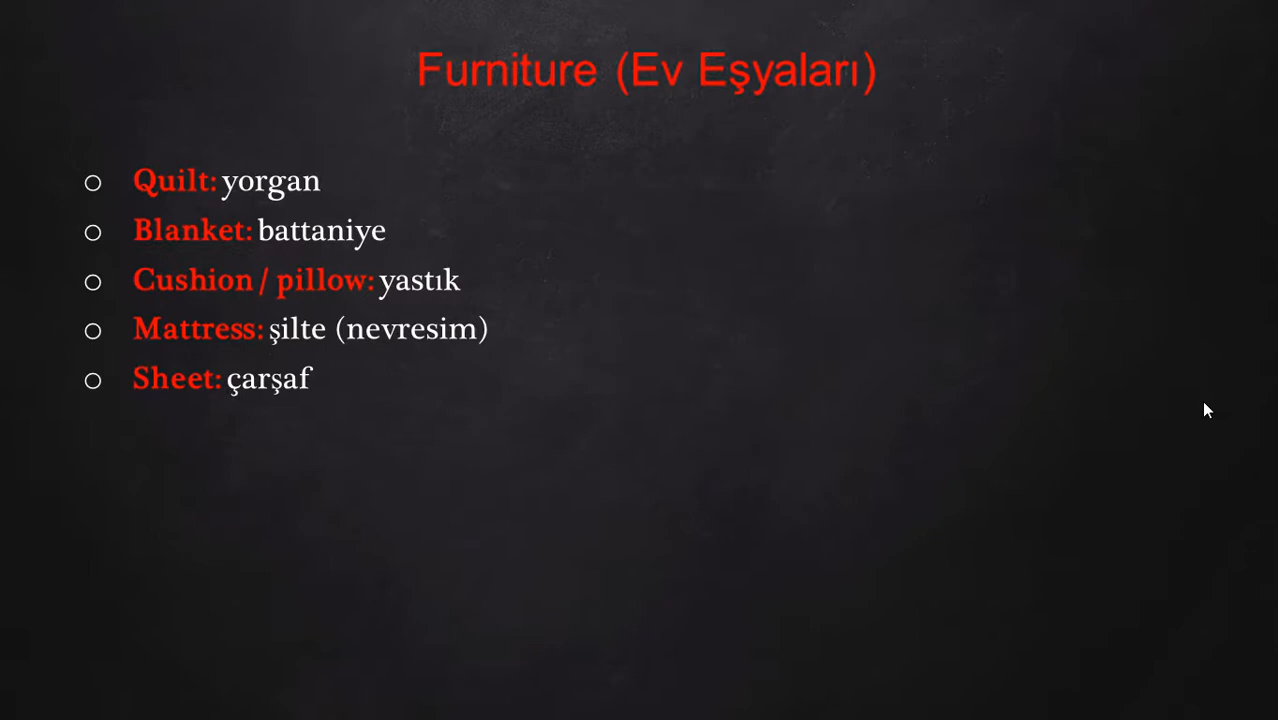 Furniture (Ev Eşyaları)
Quilt: yorgan
Blanket: battaniye
Cushion / pillow: yastık
Mattress: şilte (nevresim)
Sheet: çarşaf